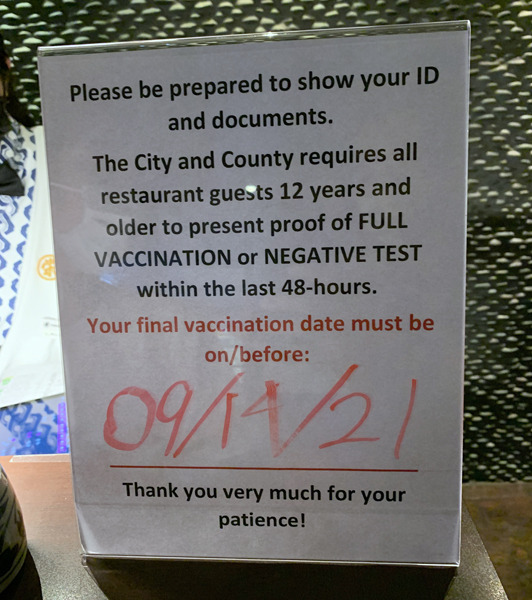 Please be prepared to show your ID
and documents.
The City and County requires all
restaurant guests 12 years and
older to present proof of FULL
VACCINATION or NEGATIVE TEST
within the last 48-hours.
Your final vaccination date must be
on/before:
09/14/21
Thank you very much for your
patience!